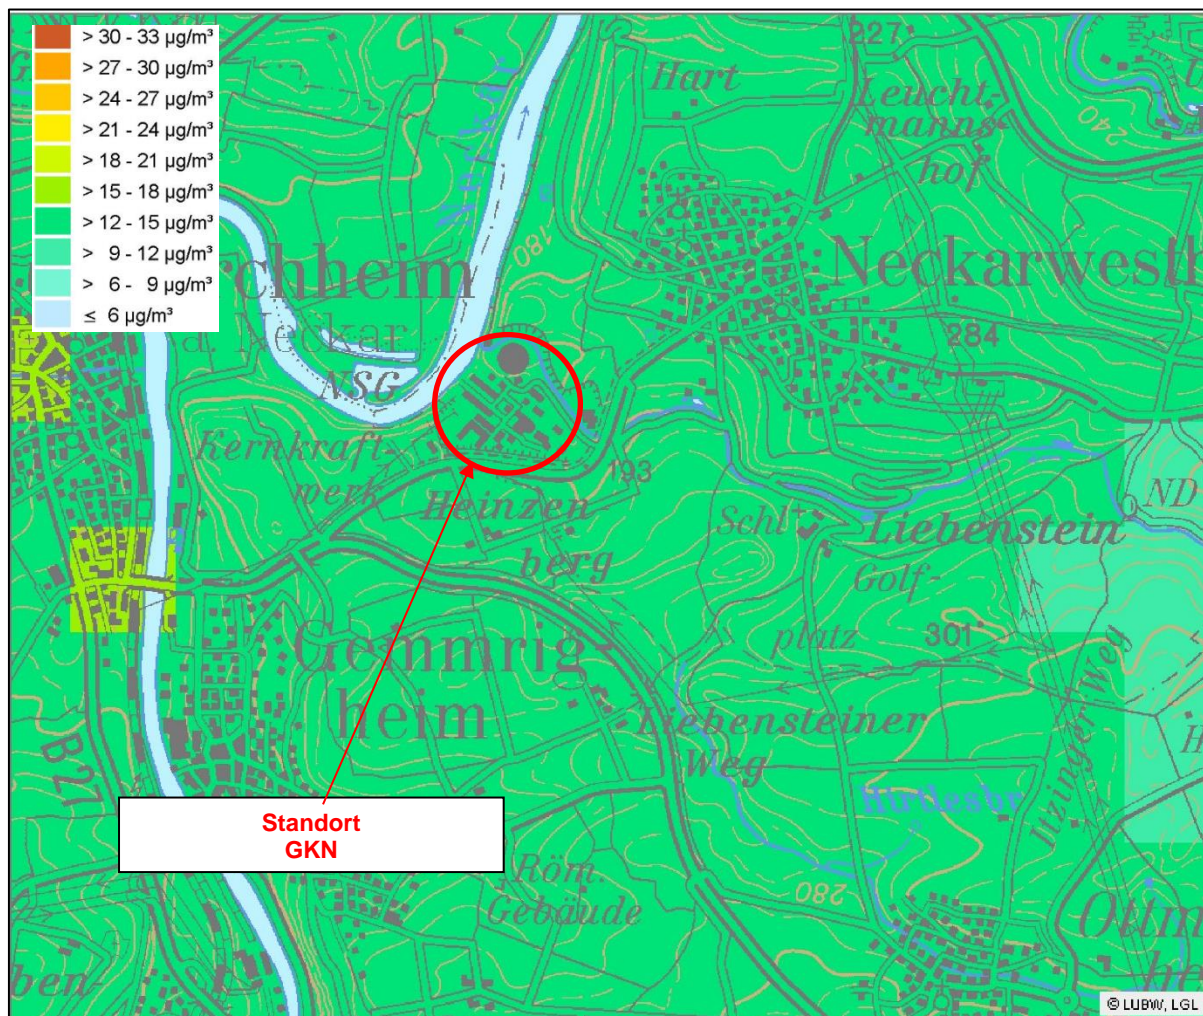 > 30 - 33 µg/m³
> 27 - 30 µg/m³
> 24 - 27 µg/m³
> 21 - 24 µg/m³
> 18 - 21 µg/m³
> 15 - 18 µg/m³
> 12 - 15 µg/m³
> 9 - 12 µg/m³
> 6 - 9 µg/m³
≤ 6 µg/m³
227
Hart
Leucht-
manns-
hof
240
180
rchheim
a. Neckar
NSG
Neckarwesth
284
Kernkraft-
werk
Heinzen-
berg
193
Schl
Liebenstein
Golf-
platz
ND
301
Gemmrig
heim
Liebensteiner
Weg
Itzinger Weg
H
B 27
Standort
GKN
Röm.
Gebäude
280
Ottm
ben-
he
© LUBW, LGL